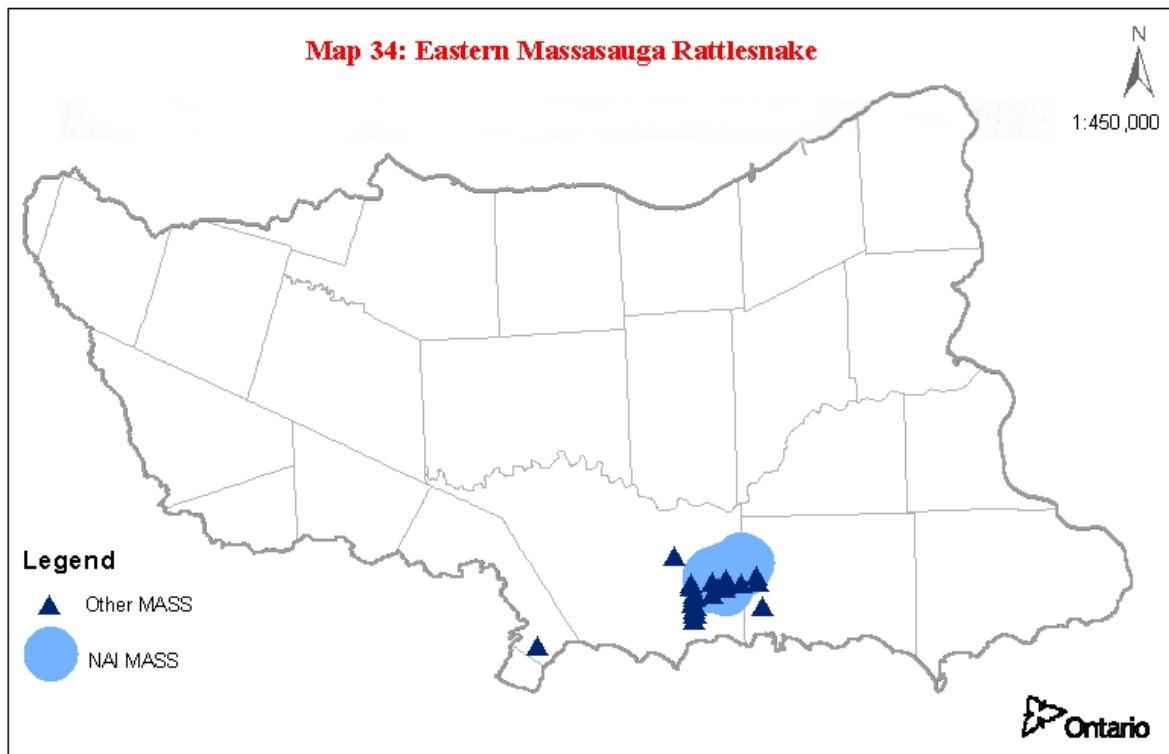 Map 34: Eastern Massasauga Rattlesnake
N
1:450,000
Legend
Other MASS
NAI MASS
Ontario